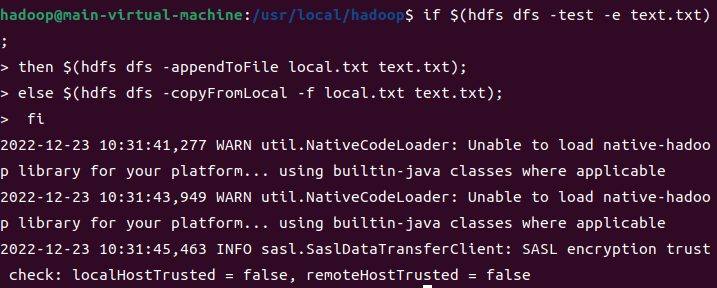 hadoop@main-virtual-machine:/usr/local/hadoop$ if $(hdfs dfs -test -e text.txt)
;
> then $(hdfs dfs -appendToFile local.txt text.txt);
> else $(hdfs dfs -copyFromLocal -f local.txt text.txt);
>  fi
2022-12-23 10:31:41,277 WARN util.NativeCodeLoader: Unable to load native-hadoo
p library for your platform... using builtin-java classes where applicable
2022-12-23 10:31:43,949 WARN util.NativeCodeLoader: Unable to load native-hadoo
p library for your platform... using builtin-java classes where applicable
2022-12-23 10:31:45,463 INFO sasl.SaslDataTransferClient: SASL encryption trust
 check: localHostTrusted = false, remoteHostTrusted = false